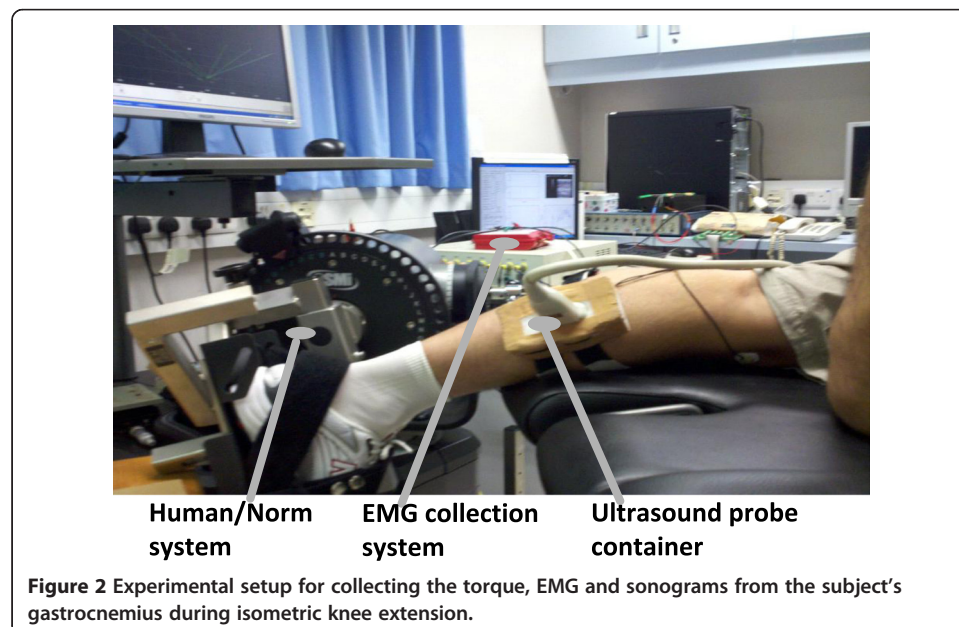 CSMi
Human/Norm
system
EMG collection
system
Ultrasound probe
container
Figure 2 Experimental setup for collecting the torque, EMG and sonograms from the subject's
gastrocnemius during isometric knee extension.